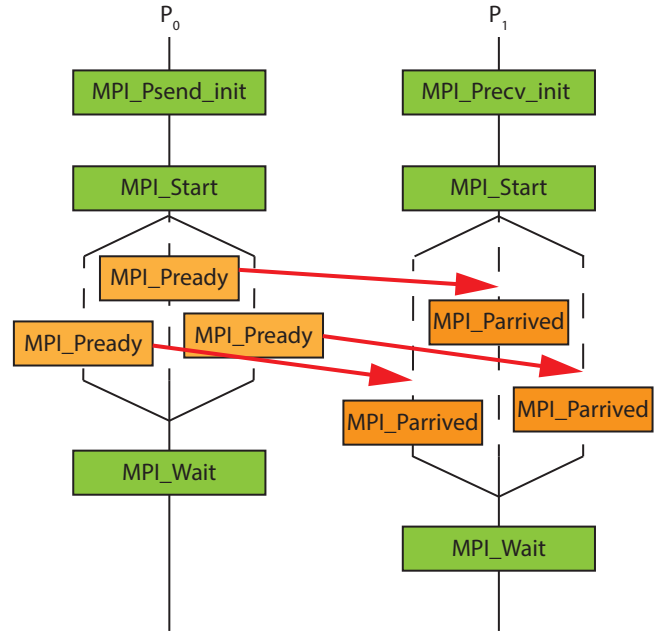 P0
P1
MPI_Psend_init
MPI_Precv_init
MPI_Start
MPI_Start
MPI_Pready
MPI_Parrived
MPI_Pready
MPI_Pready
MPI_Parrived
MPI_Parrived
MPI_Wait
MPI_Wait